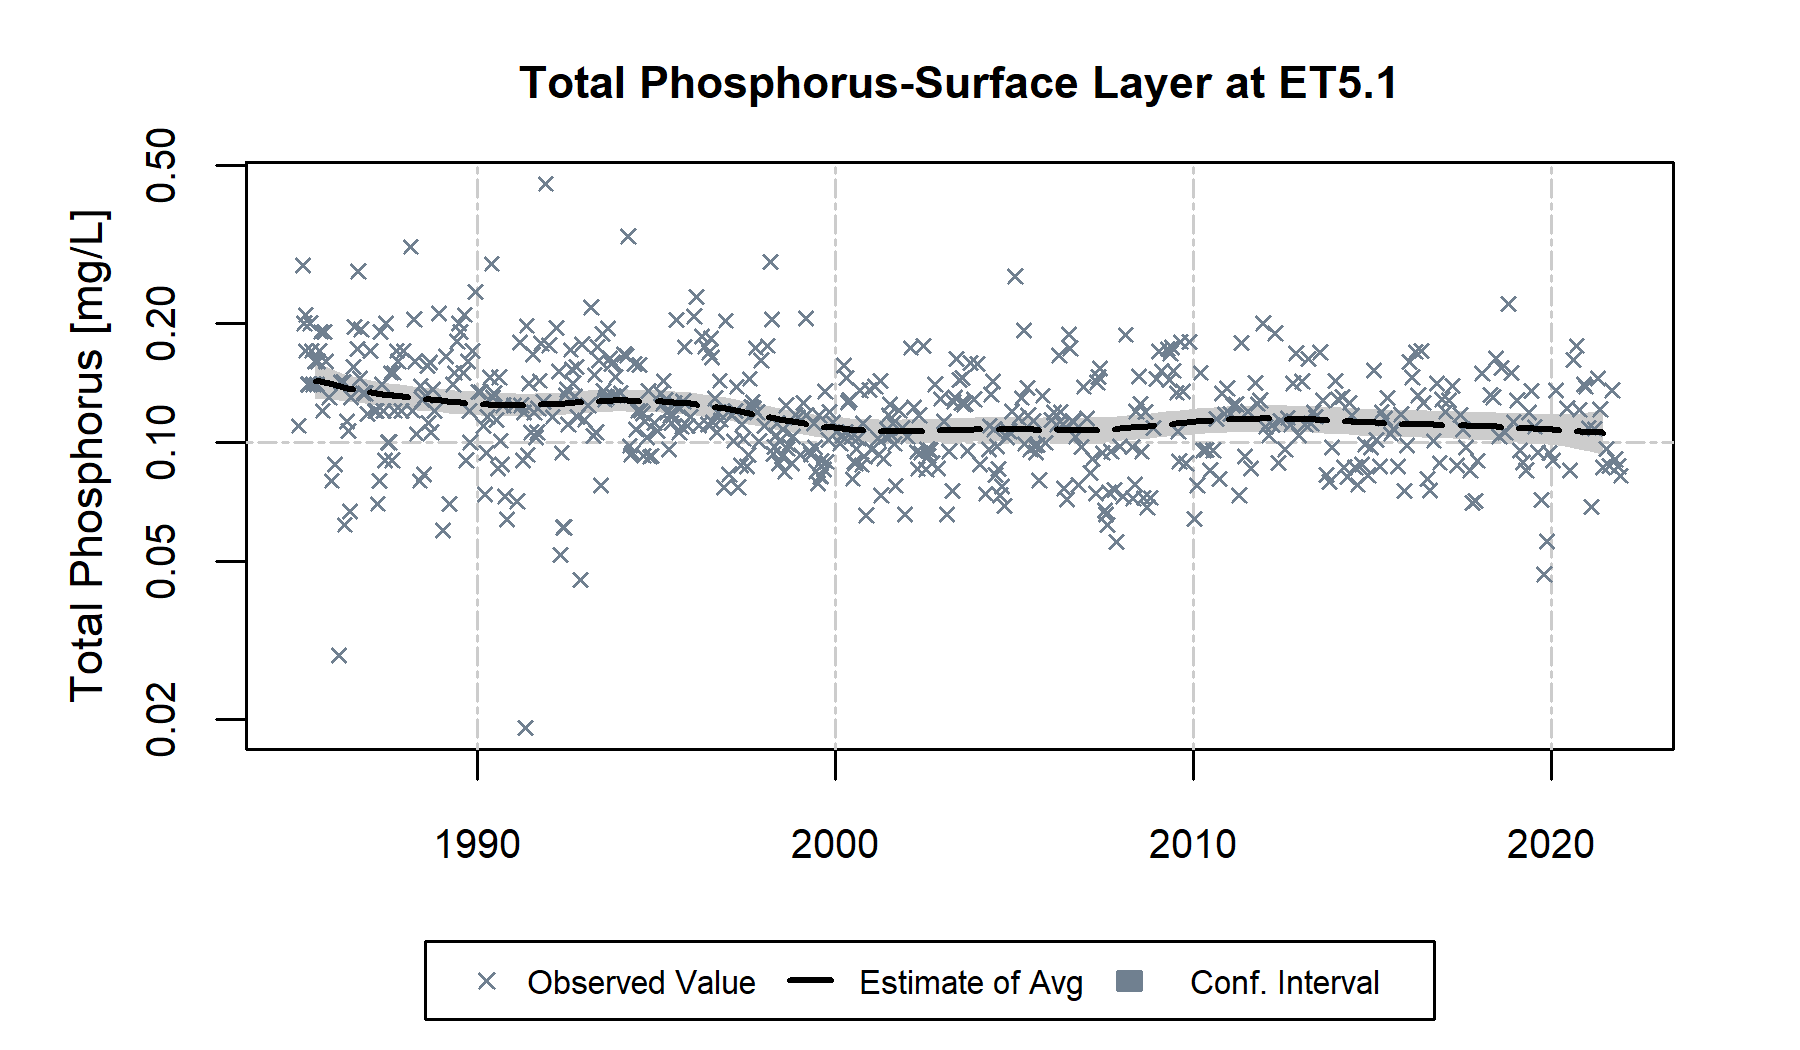 Total Phosphorus-Surface Layer at ET5.1
Total Phosphorus [mg/L]
0.50
0.20
0.10
0.05
0.02
1990 2000 2010 2020
Observed Value Estimate of Avg Conf. Interval